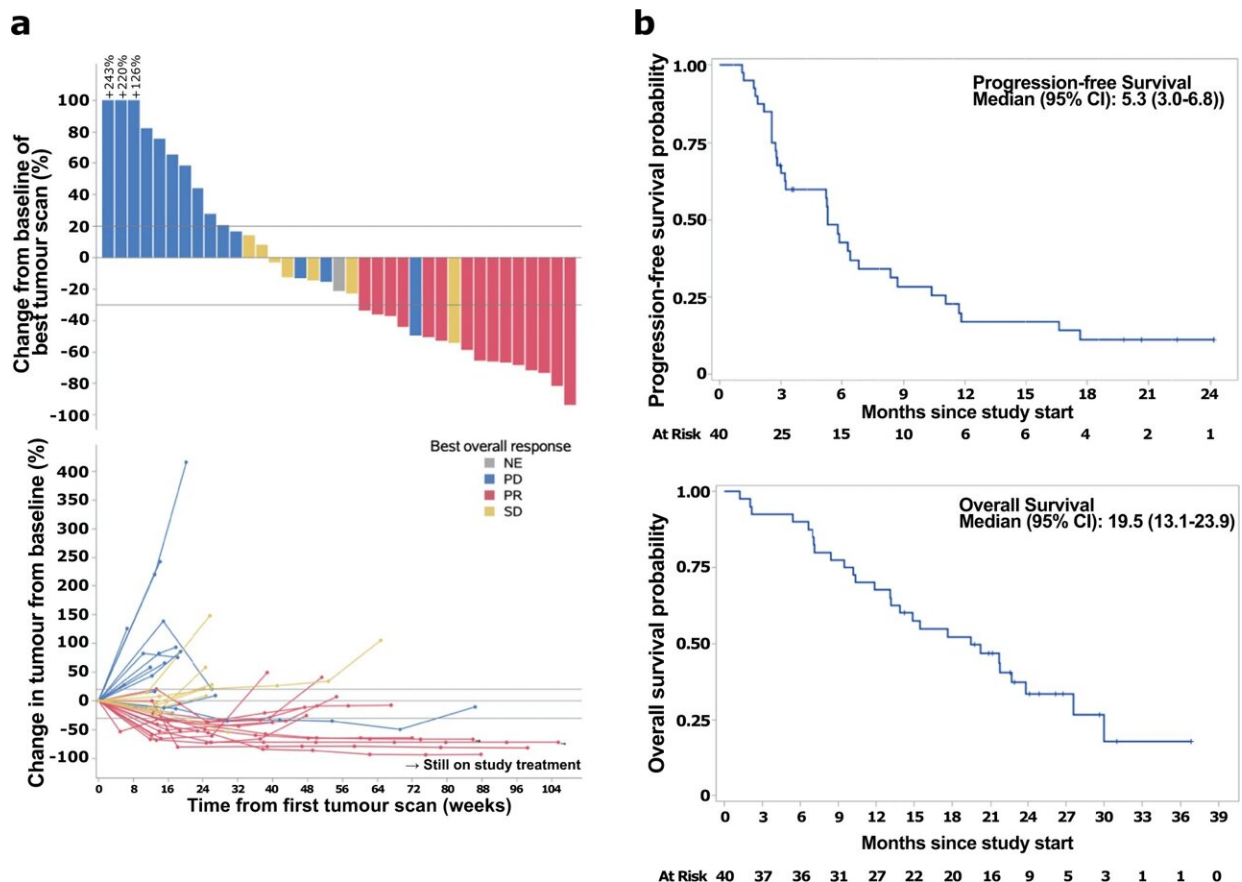 a
+243%
+220%
+126%
Change from baseline of
best tumour scan (%)
100
80
60
40
20
0
-20
-40
-60
-80
-100
Change in tumour from baseline (%)
400
350
300
250
200
150
100
50
0
-50
-100
Best overall response
NE
PD
PR
SD
→ Still on study treatment
0 8 16 24 32 40 48 56 64 72 80 88 96 104
Time from first tumour scan (weeks)
b
Progression-free survival probability
1.00
0.75
0.50
0.25
0
Progression-free Survival
Median (95% CI): 5.3 (3.0-6.8))
0 3 6 9 12 15 18 21 24
Months since study start
At Risk 40 25 15 10 6 6 4 2 1
Overall survival probability
1.00
0.75
0.50
0.25
0
Overall Survival
Median (95% CI): 19.5 (13.1-23.9)
0 3 6 9 12 15 18 21 24 27 30 33 36 39
Months since study start
At Risk 40 37 36 31 27 22 20 16 9 5 3 1 1 0